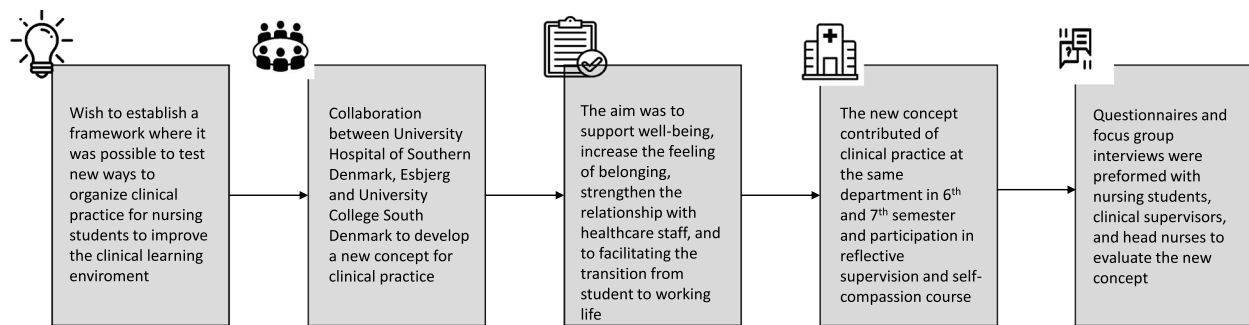 Wish to establish a
framework where it
was possible to test
new ways to
organize clinical
practice for nursing
students to improve
the clinical learning
enviroment
Collaboration
between University
Hospital of Southern
Denmark, Esbjerg
and University
College South
Denmark to develop
a new concept for
clinical practice
The aim was to
support well-being,
increase the feeling
of belonging,
strengthen the
relationship with
healthcare staff, and
to facilitating the
transition from
student to working
life
The new concept
contributed of
clinical practice at
the same
department in 6th
and 7th semester
and participation in
reflective
supervision and self-
compassion course
?
Questionnaires and
focus group
interviews were
preformed with
nursing students,
clinical supervisors,
and head nurses to
evaluate the new
concept